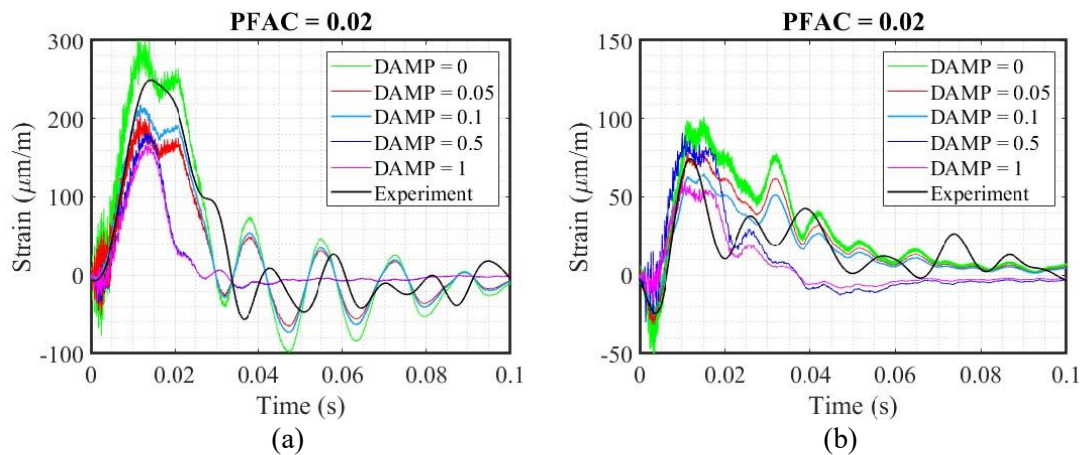 PFAC = 0.02
300
200
100
0
-100
Strain (μm/m)
DAMP = 0
DAMP = 0.05
DAMP = 0.1
DAMP = 0.5
DAMP = 1
Experiment
0 0.02 0.04 0.06 0.08 0.1
Time (s)
(a)
PFAC = 0.02
150
100
50
0
-50
Strain (μm/m)
DAMP = 0
DAMP = 0.05
DAMP = 0.1
DAMP = 0.5
DAMP = 1
Experiment
0 0.02 0.04 0.06 0.08 0.1
Time (s)
(b)